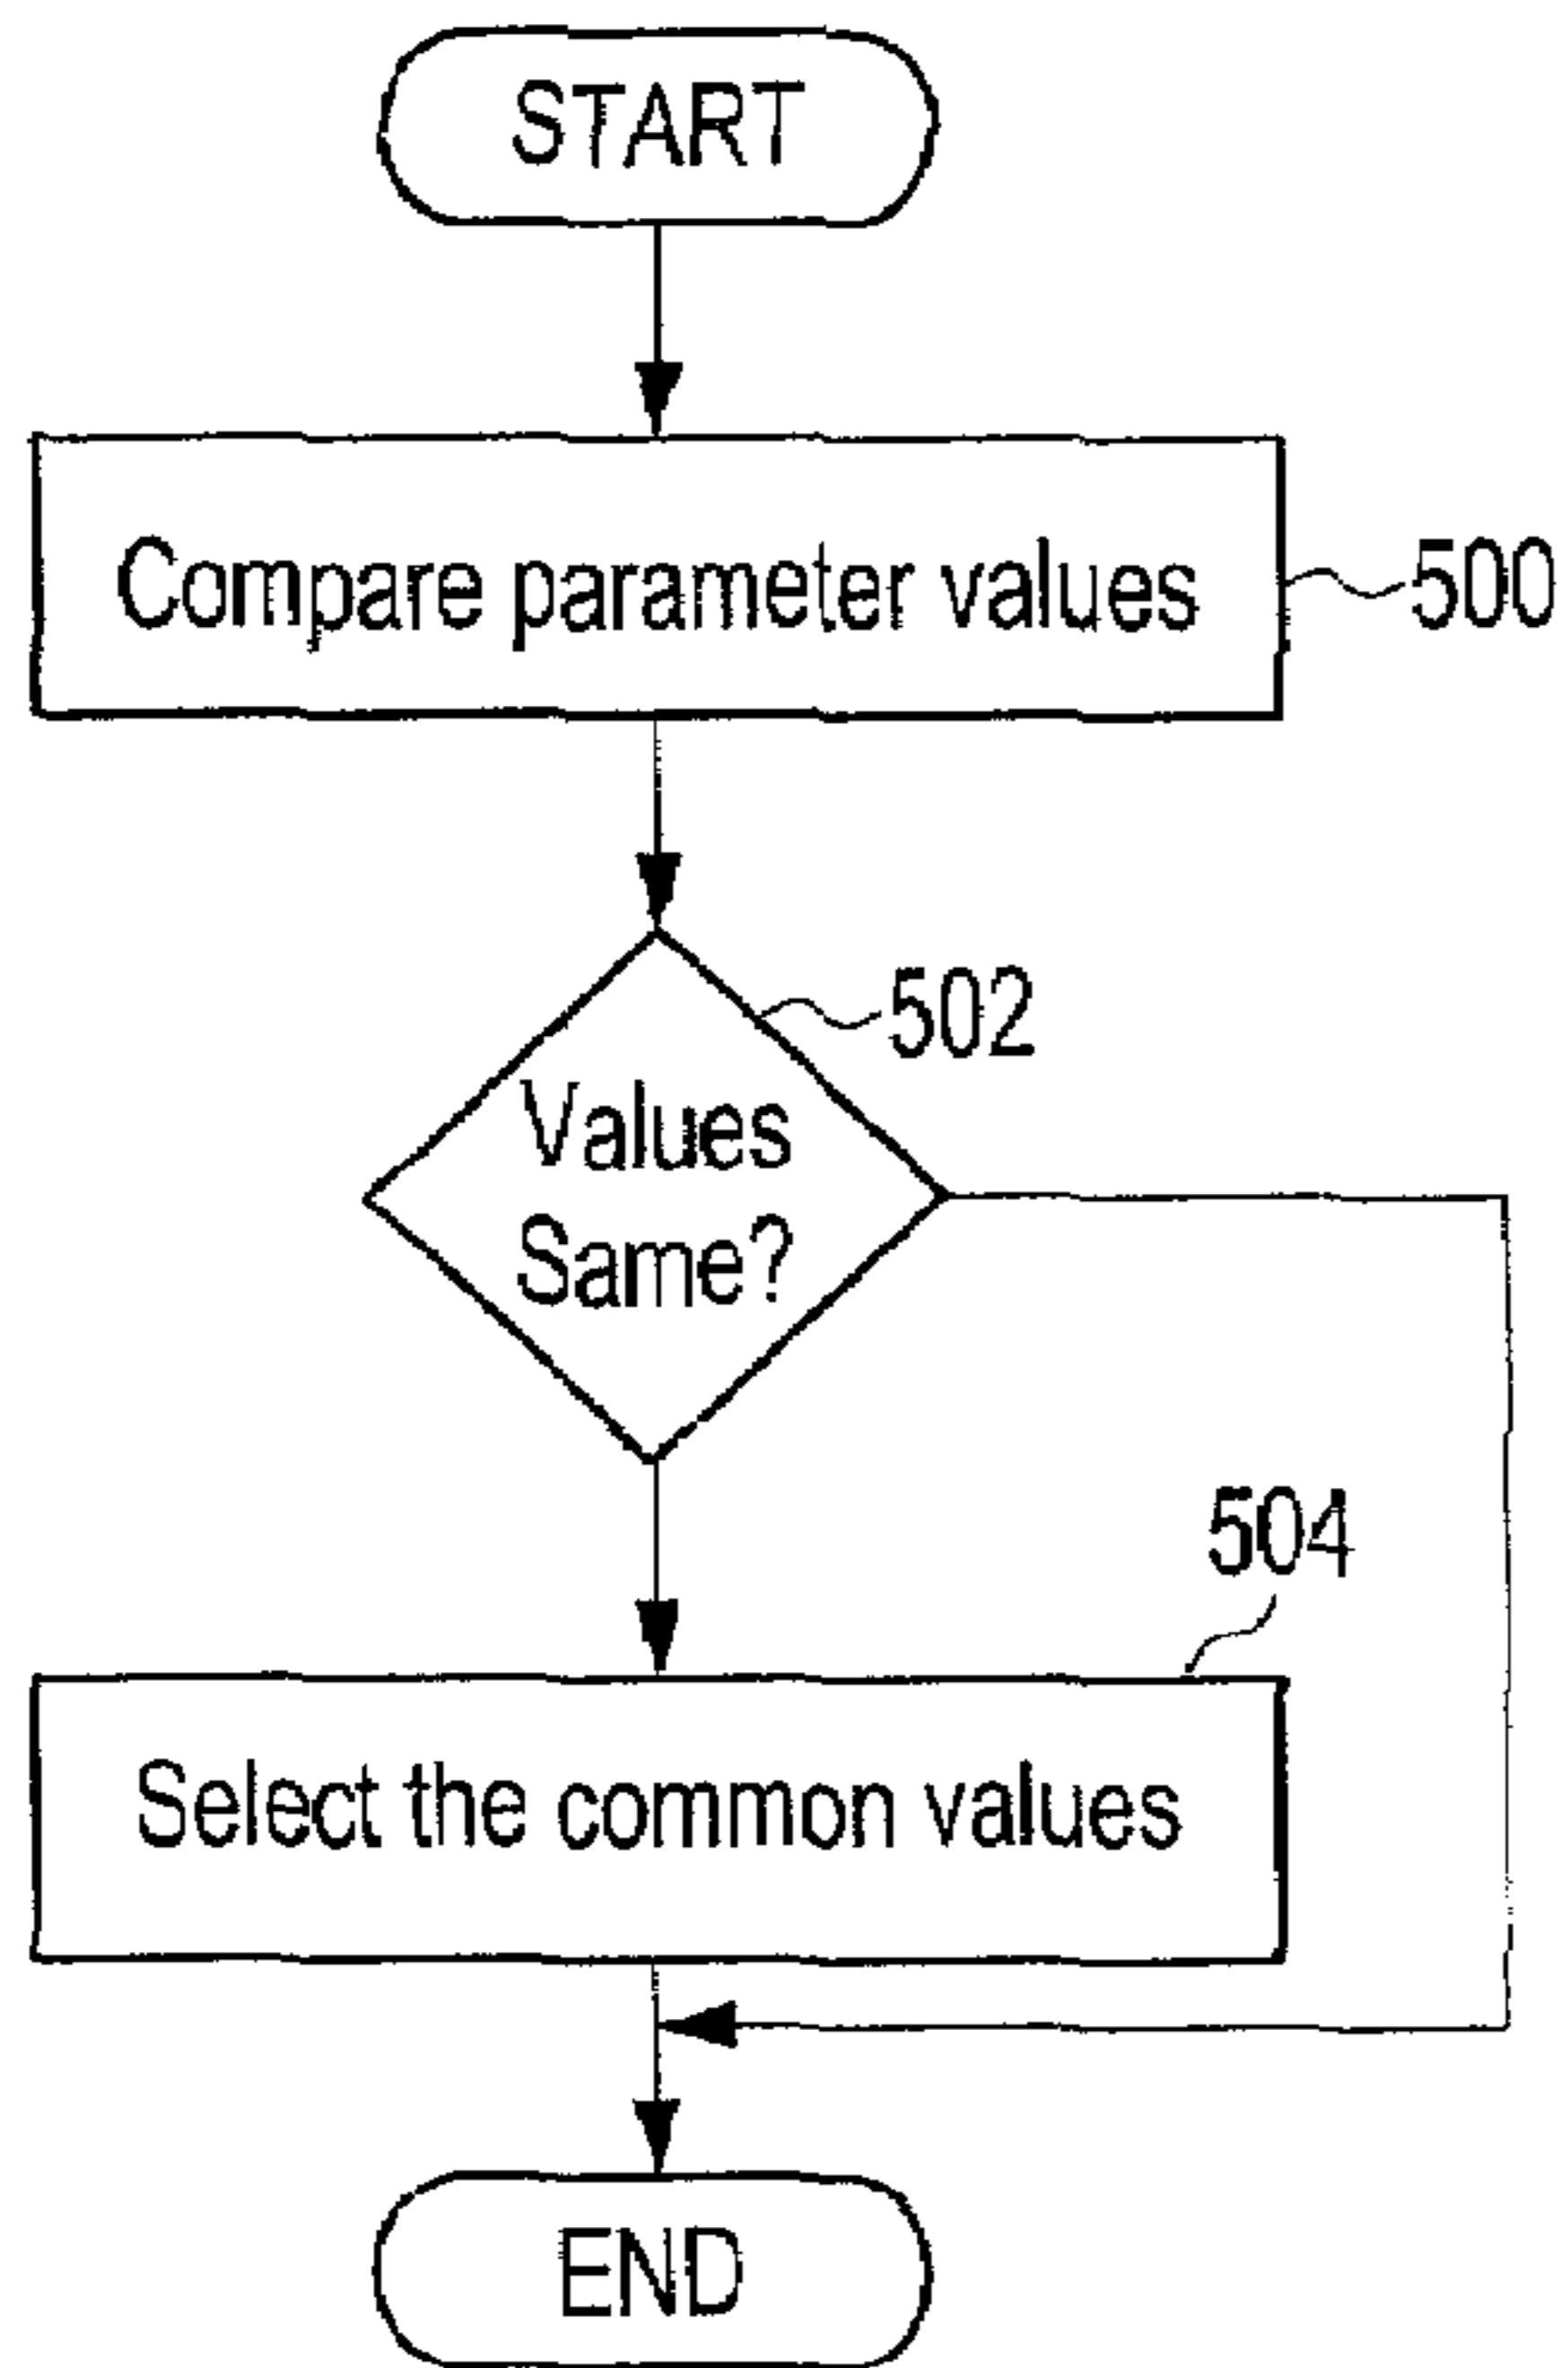 START
Compare parameter values
500
502
Values
Same?
504
Select the common values
END